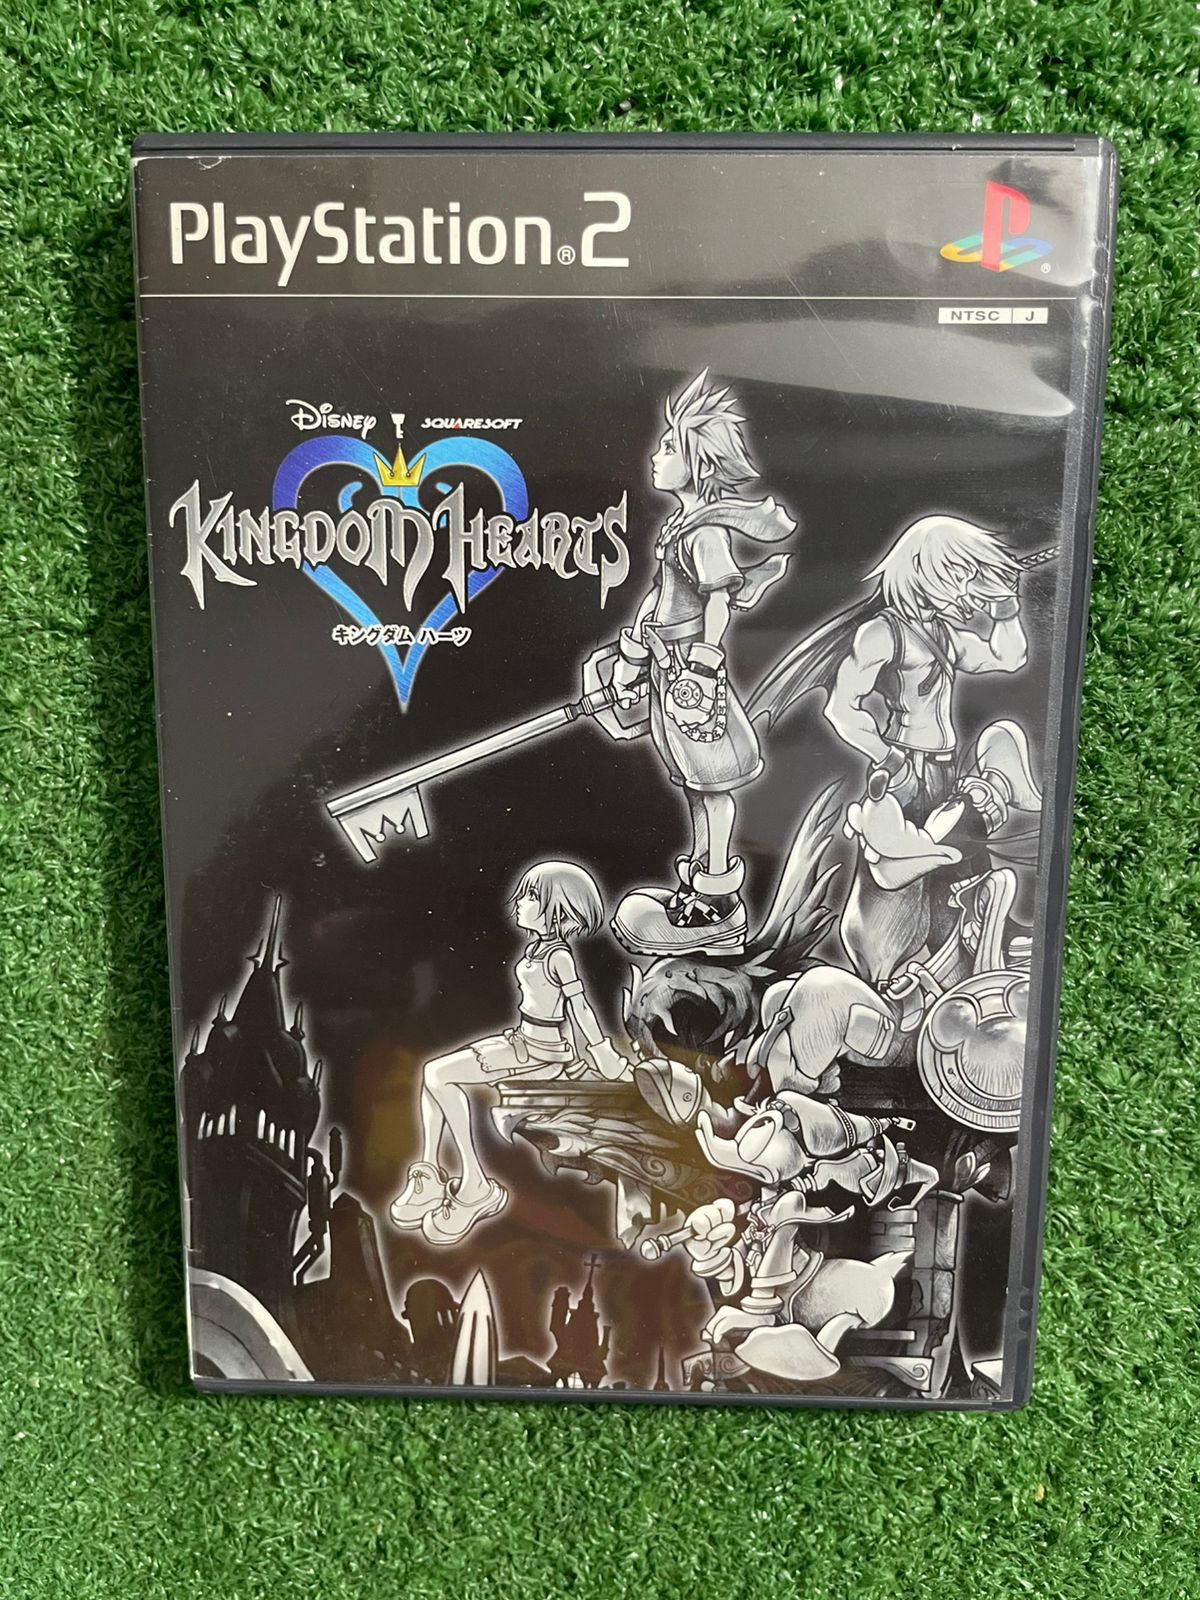 PlayStation®2
®
NTSC J
Disney SQUARESOFT
KINGDOM HEARTS
キングダム ハーツ